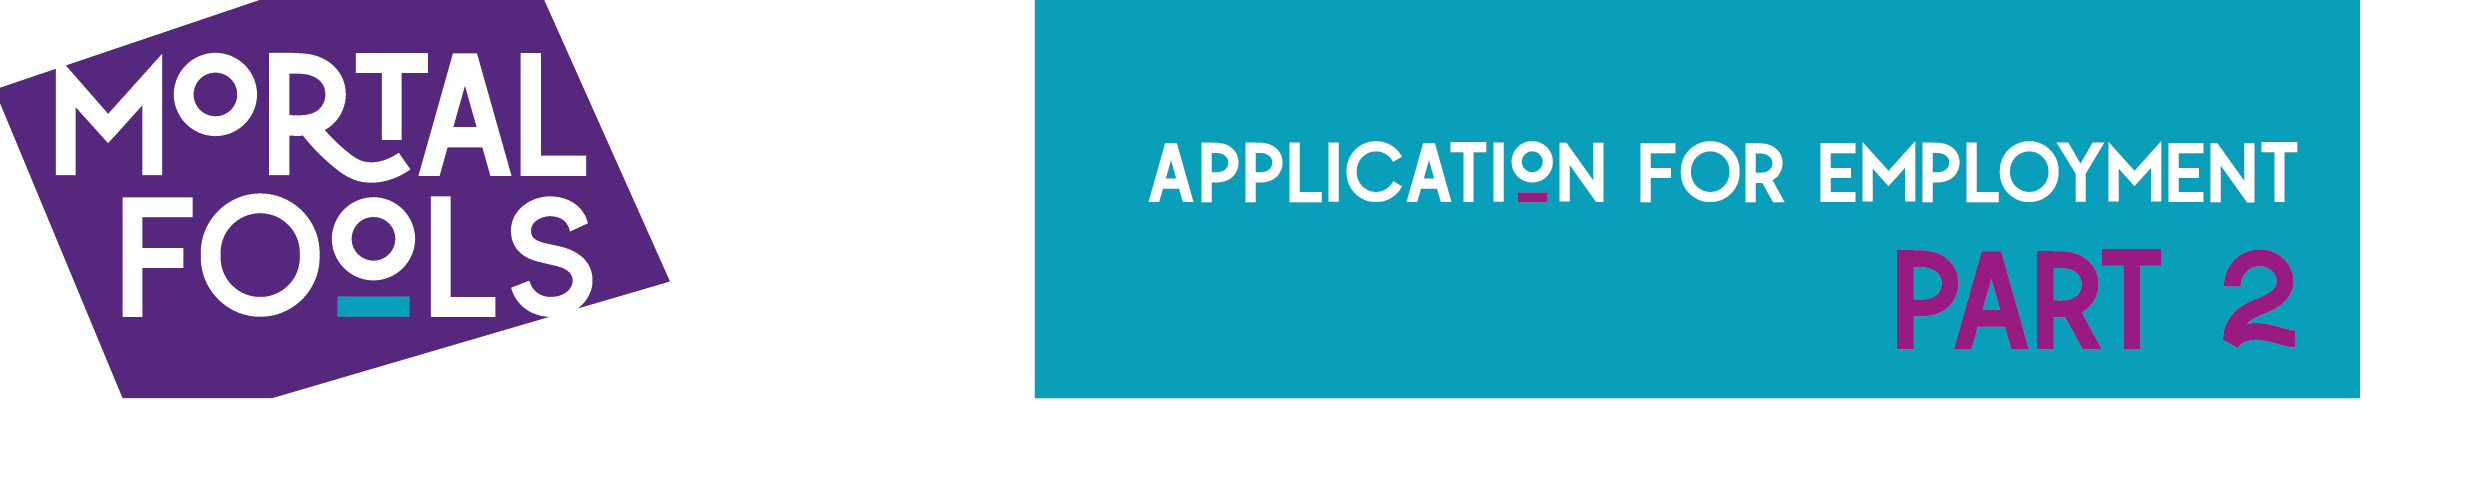 MORTAL
FOOLS
APPLICATION FOR EMPLOYMENT
PART 2